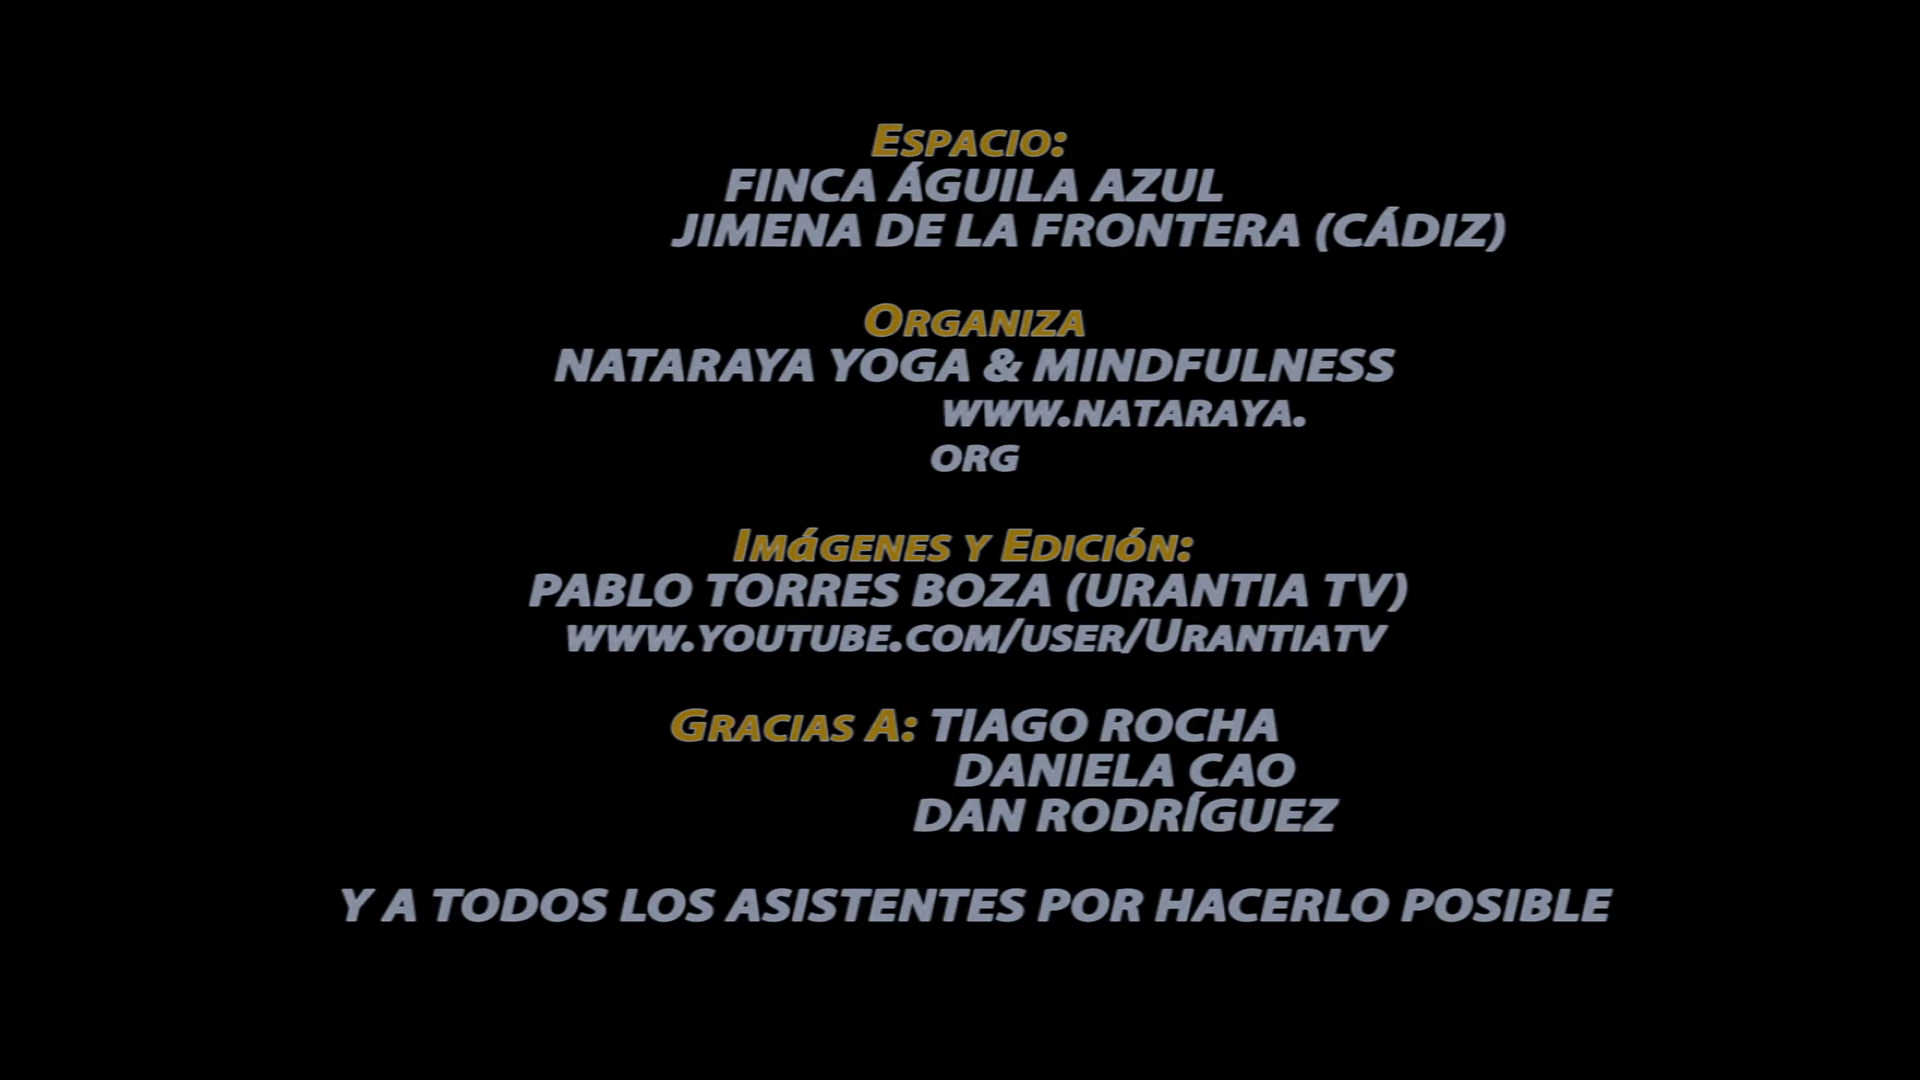 Espacio:
FINCA ÁGUILA AZUL
JIMENA DE LA FRONTERA (CÁDIZ)
Organiza
NATARAYA YOGA & MINDFULNESS
www.nataraya.
org
Imágenes y Edición:
PABLO TORRES BOZA (URANTIA TV)
www.youtube.com/user/Urantiatv
Gracias A: TIAGO ROCHA
DANIELA CAO
DAN RODRÍGUEZ
Y A TODOS LOS ASISTENTES POR HACERLO POSIBLE